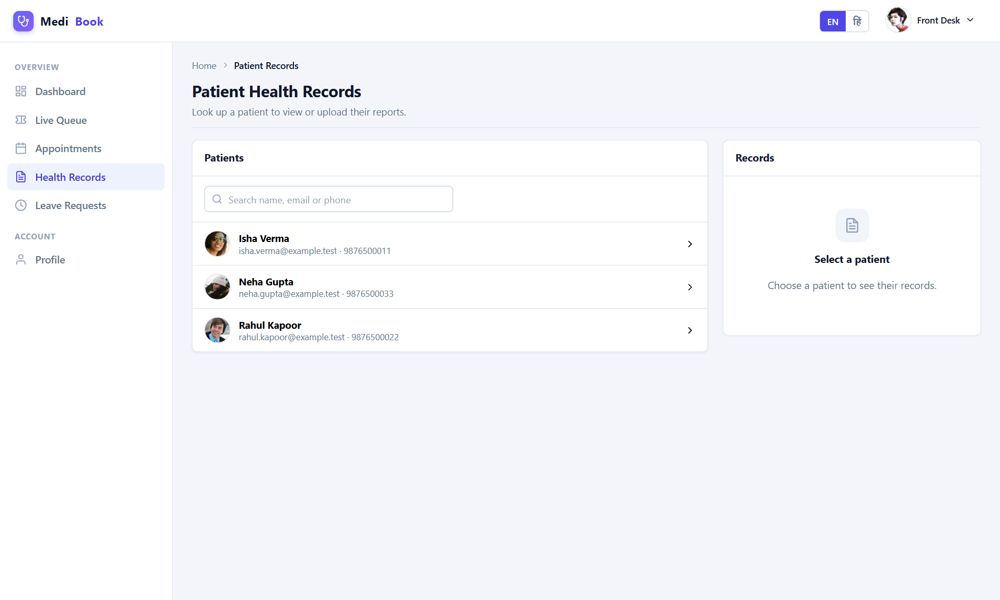 Medi Book
EN
हिं
Front Desk
OVERVIEW
Dashboard
Live Queue
Appointments
Health Records
Leave Requests
ACCOUNT
Profile
Home > Patient Records
Patient Health Records
Look up a patient to view or upload their reports.
Patients
Search name, email or phone
Isha Verma
isha.verma@example.test · 9876500011
Neha Gupta
neha.gupta@example.test · 9876500033
Rahul Kapoor
rahul.kapoor@example.test · 9876500022
Records
Select a patient
Choose a patient to see their records.